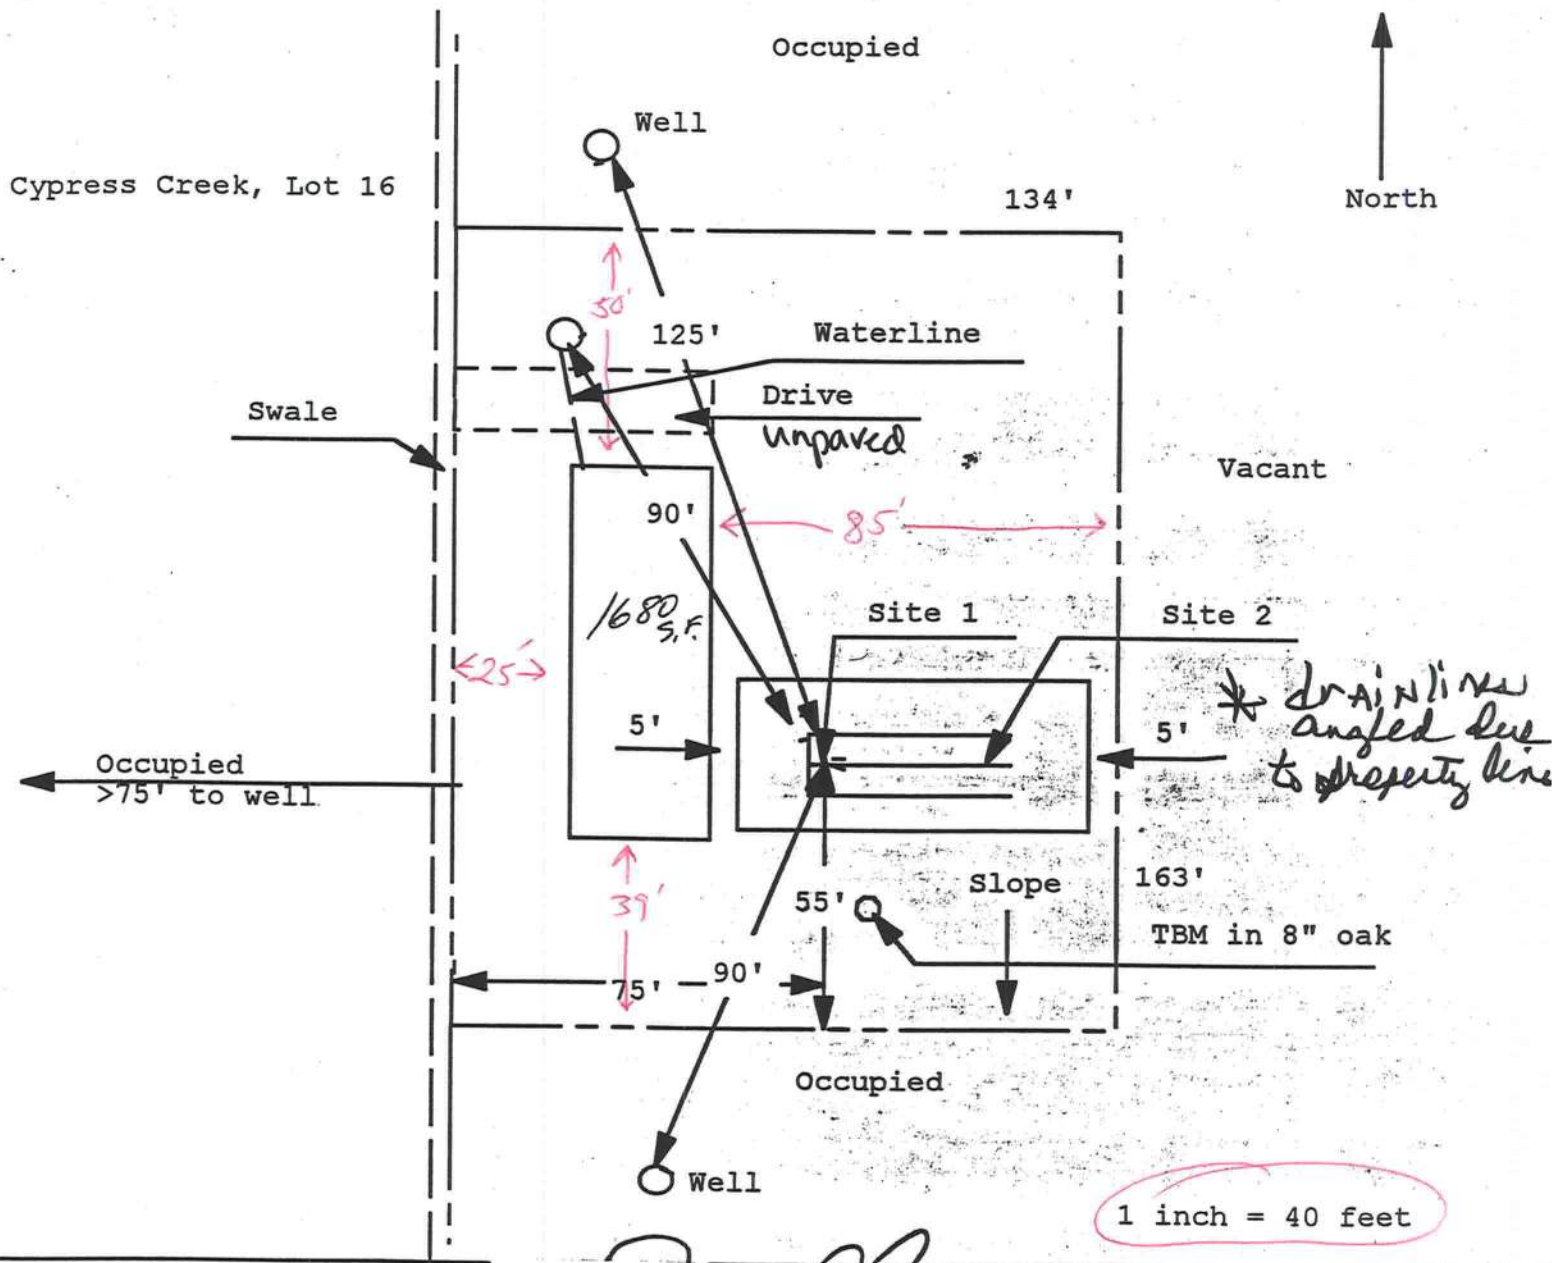 Occupied
Well
Cypress Creek, Lot 16
134'
North
50'
125'
Waterline
Swale
Drive
unpaved
Vacant
90'
85'
1680
S.F.
Site 1
Site 2
25'
5'
5'
* drainlines
angled due
to property line
Occupied
>75' to well
39'
55'
Slope
163'
TBM in 8" oak
75'
90'
Occupied
Well
1 inch = 40 feet